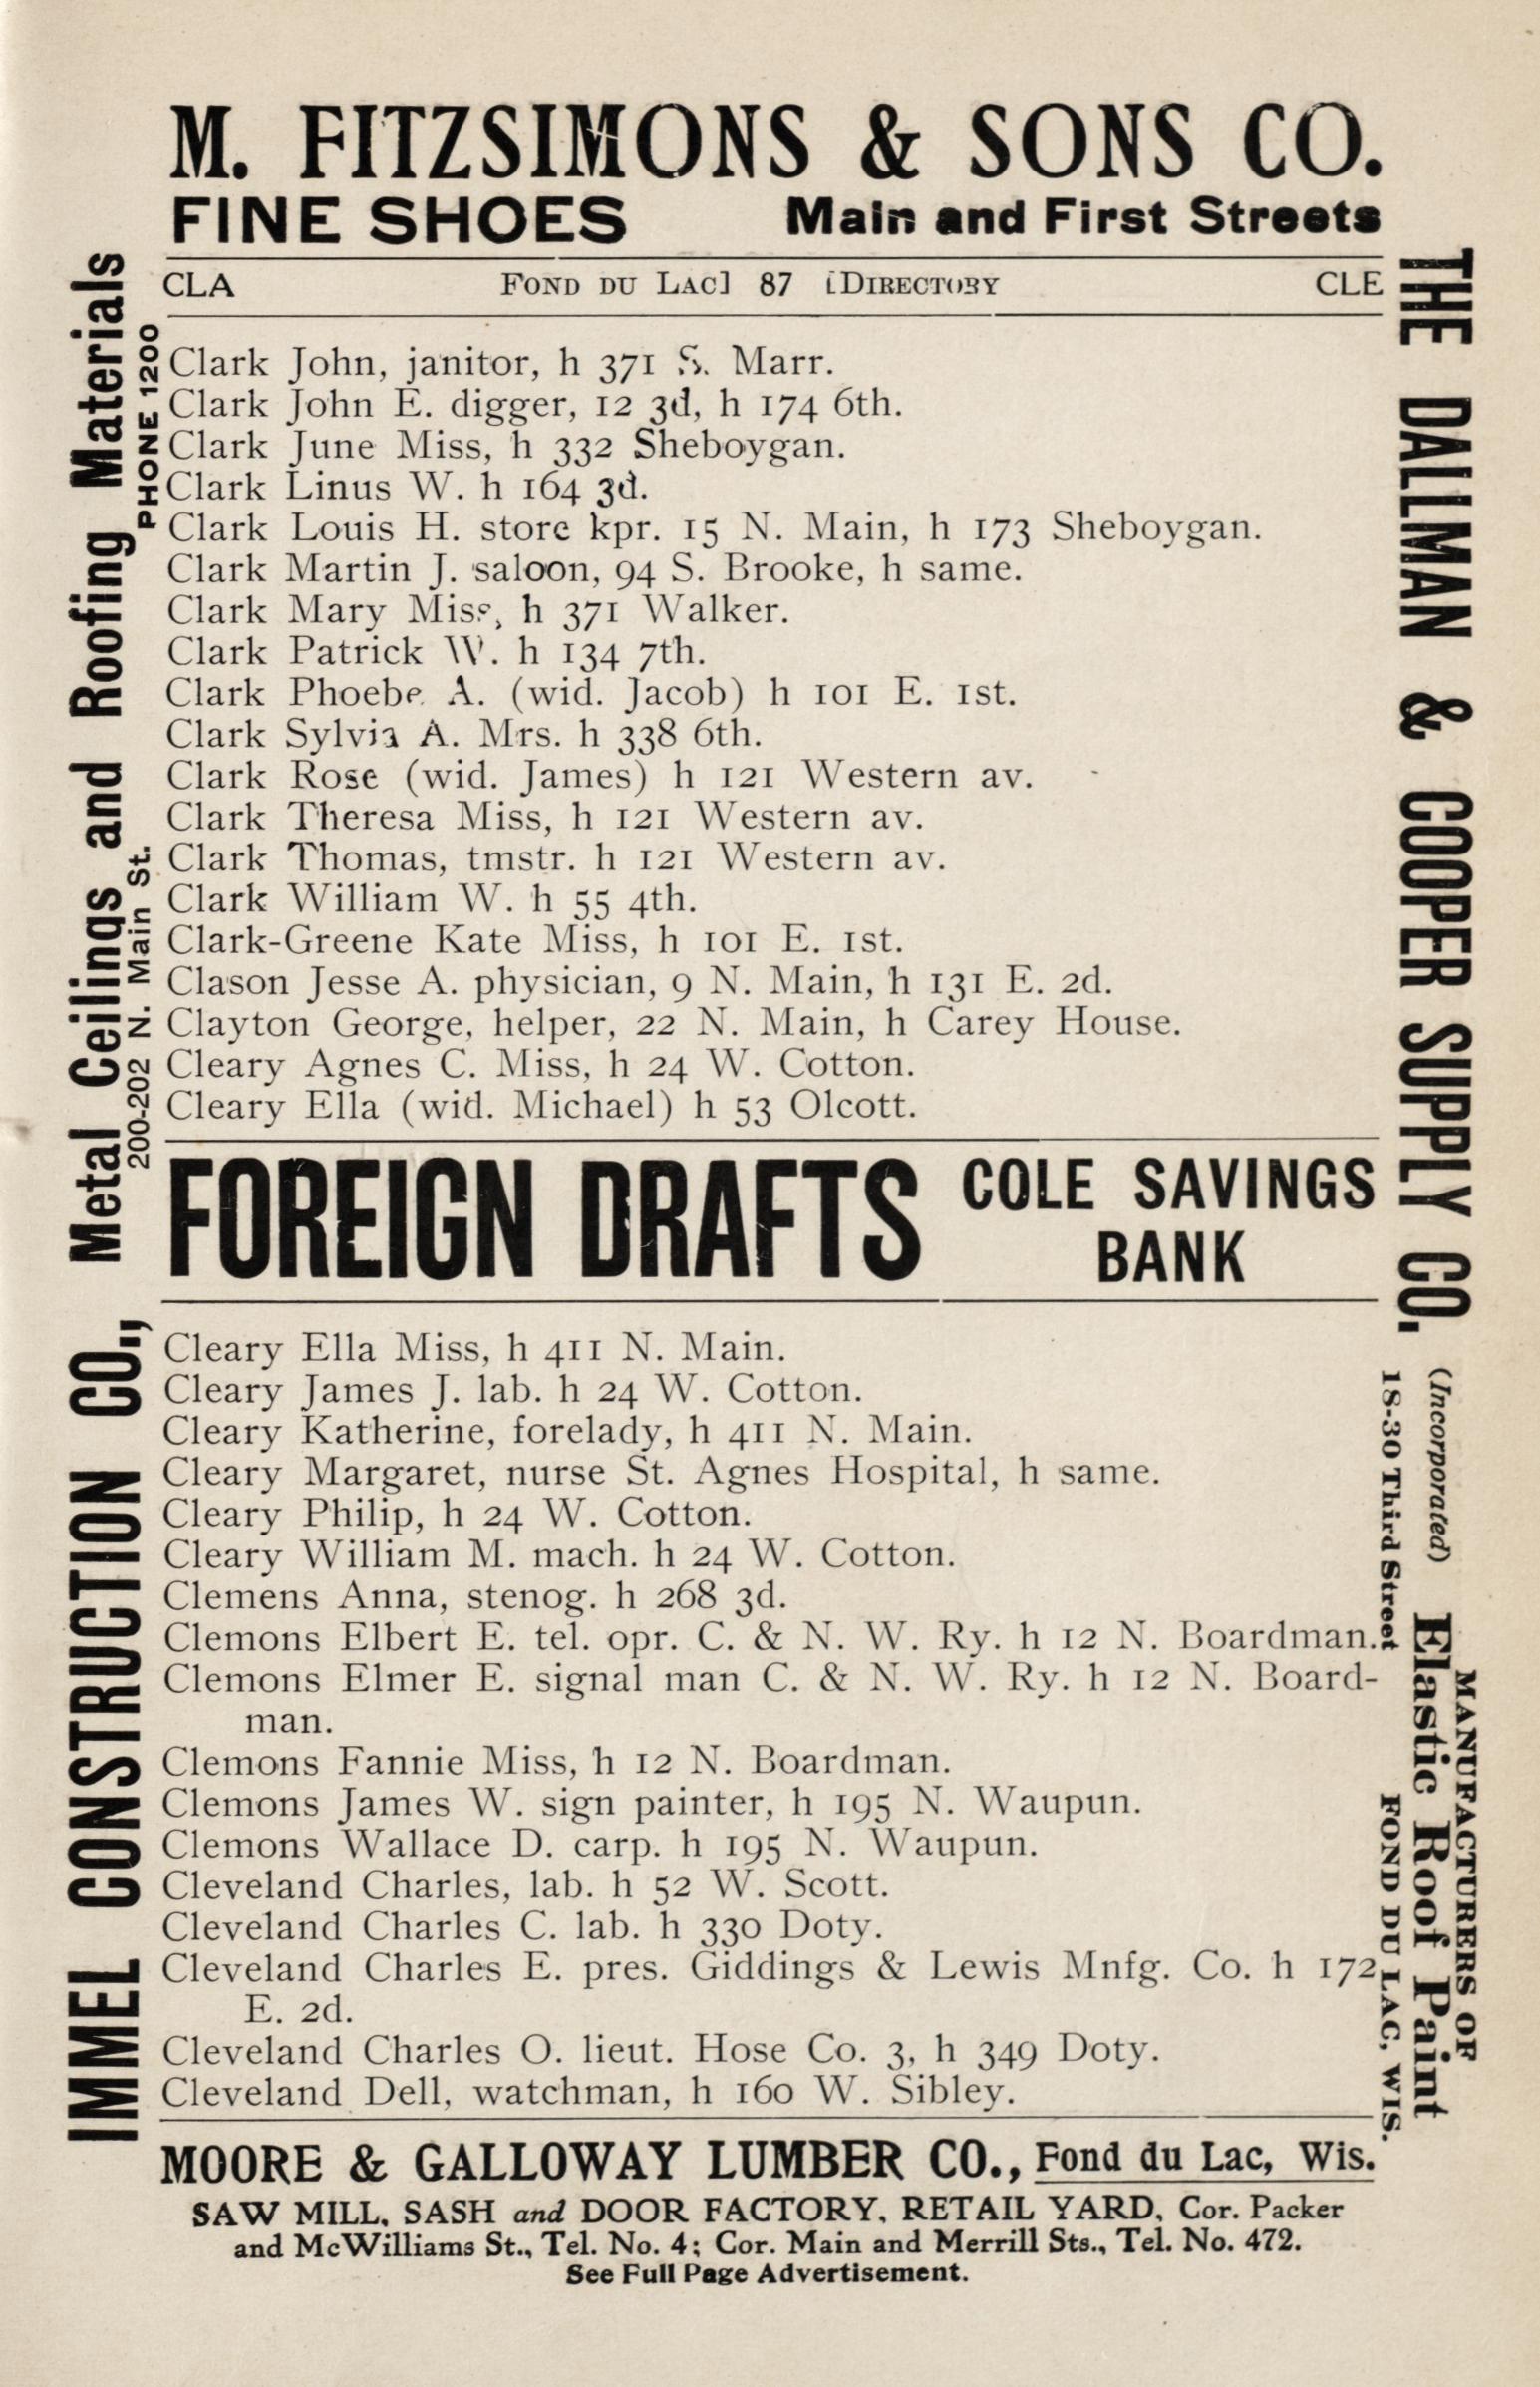 M. FITZSIMONS & SONS CO.
FINE SHOES Main and First Streets
CLA FOND DU LAC] 87 [DIRECTORY CLE
Clark John, janitor, h 371 S. Marr.
Clark John E. digger, 12 3d, h 174 6th.
Clark June Miss, h 332 Sheboygan.
Clark Linus W. h 164 3d.
Clark Louis H. store kpr. 15 N. Main, h 173 Sheboygan.
Clark Martin J. saloon, 94 S. Brooke, h same.
Clark Mary Miss, h 371 Walker.
Clark Patrick W. h 134 7th.
Clark Phoebe A. (wid. Jacob) h 101 E. 1st.
Clark Sylvia A. Mrs. h 338 6th.
Clark Rose (wid. James) h 121 Western av.
Clark Theresa Miss, h 121 Western av.
Clark Thomas, tmstr. h 121 Western av.
Clark William W. h 55 4th.
Clark-Greene Kate Miss, h 101 E. 1st.
Clason Jesse A. physician, 9 N. Main, h 131 E. 2d.
Clayton George, helper, 22 N. Main, h Carey House.
Cleary Agnes C. Miss, h 24 W. Cotton.
Cleary Ella (wid. Michael) h 53 Olcott.
FOREIGN DRAFTS COLE SAVINGS
BANK
Cleary Ella Miss, h 411 N. Main.
Cleary James J. lab. h 24 W. Cotton.
Cleary Katherine, forelady, h 411 N. Main.
Cleary Margaret, nurse St. Agnes Hospital, h same.
Cleary Philip, h 24 W. Cotton.
Cleary William M. mach. h 24 W. Cotton.
Clemens Anna, stenog. h 268 3d.
Clemons Elbert E. tel. opr. C. & N. W. Ry. h 12 N. Boardman.
Clemons Elmer E. signal man C. & N. W. Ry. h 12 N. Board-
man.
Clemons Fannie Miss, h 12 N. Boardman.
Clemons James W. sign painter, h 195 N. Waupun.
Clemons Wallace D. carp. h 195 N. Waupun.
Cleveland Charles, lab. h 52 W. Scott.
Cleveland Charles C. lab. h 330 Doty.
Cleveland Charles E. pres. Giddings & Lewis Mnfg. Co. h 172
E. 2d.
Cleveland Charles O. lieut. Hose Co. 3, h 349 Doty.
Cleveland Dell, watchman, h 160 W. Sibley.
MOORE & GALLOWAY LUMBER CO., Fond du Lac, Wis.
SAW MILL, SASH and DOOR FACTORY, RETAIL YARD, Cor. Packer
and McWilliams St., Tel. No. 4; Cor. Main and Merrill Sts., Tel. No. 472.
See Full Page Advertisement.
IMMEL CONSTRUCTION CO., Metal Ceilings and Roofing Materials
200-202 N. Main St. PHONE 1200
THE DALLMAN & COOPER SUPPLY CO.
(Incorporated)
18-30 Third Street
MANUFACTURERS OF
Elastic Roof Paint
FOND DU LAC, WIS.